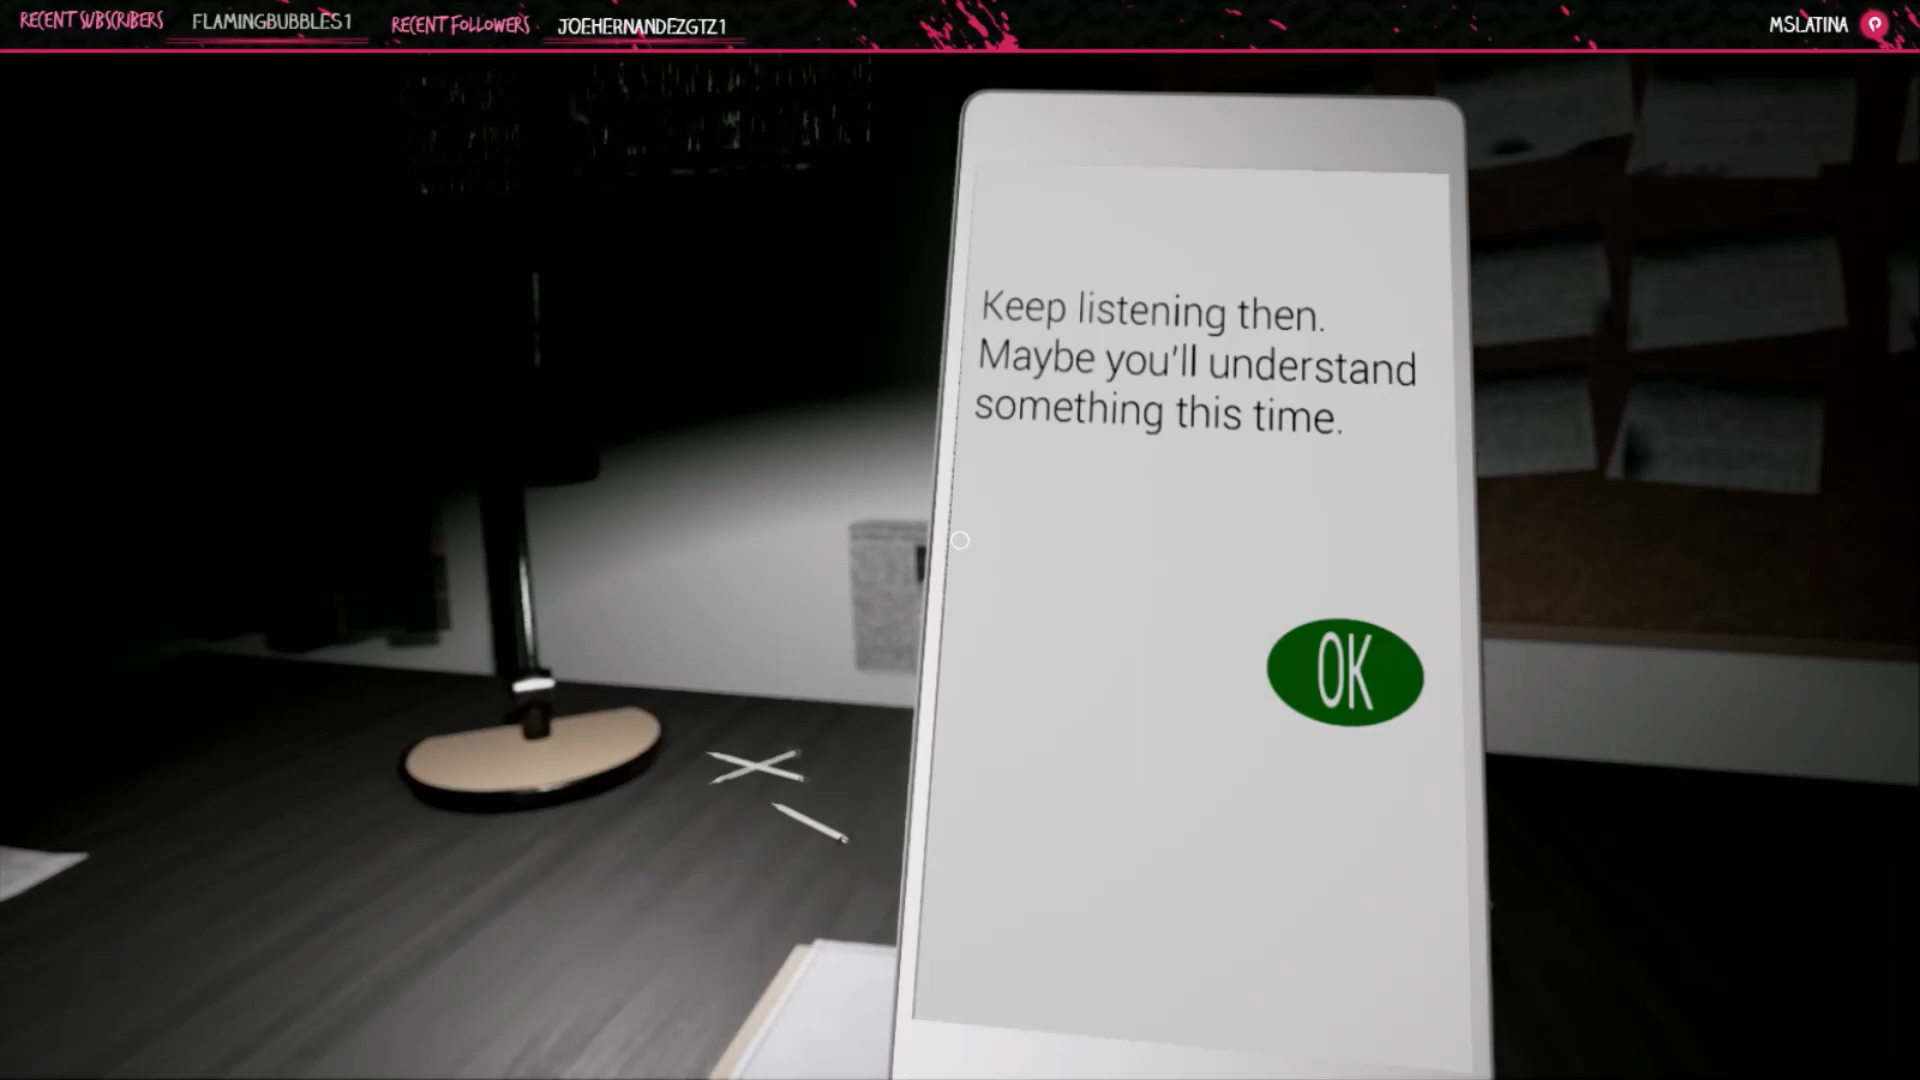 RECENT SUBSCRIBERS FLAMINGBUBBLES1 RECENT FOLLOWERS JOEHERNANDEZGTZ1 MSLATINA
Keep listening then.
Maybe you'll understand
something this time.
OK